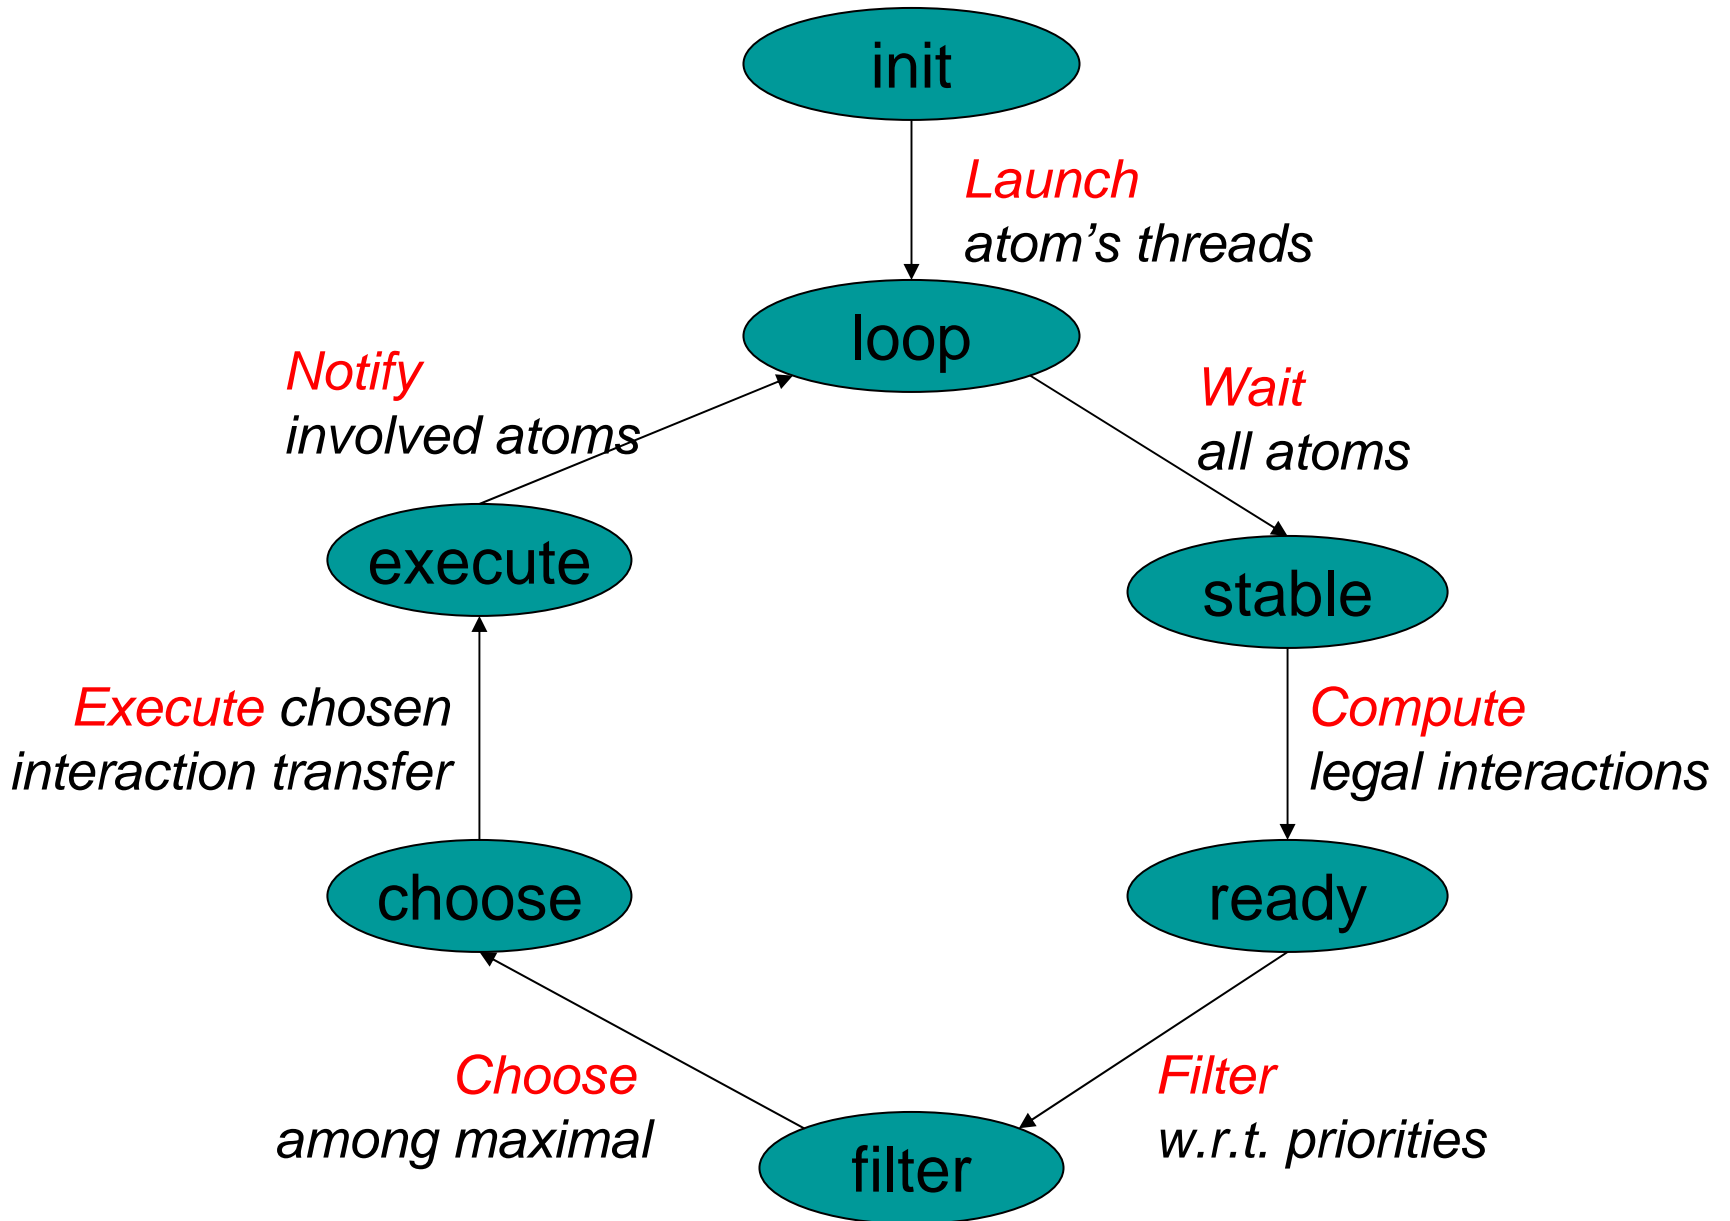 init
Launch
atom’s threads
loop
Notify
involved atoms
Wait
all atoms
execute
stable
Execute chosen
interaction transfer
Compute
legal interactions
choose
ready
Choose
among maximal
Filter
w.r.t. priorities
filter